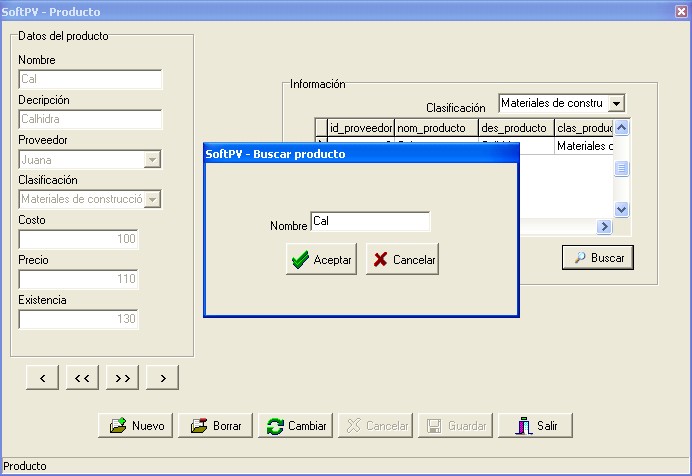 SoftPV - Producto
Datos del producto
Nombre
Cal
Decripción
Calhidra
Proveedor
Juana
Clasificación
Materiales de construcció
Costo
100
Precio
110
Existencia
130
< << >> >
Información
Clasificación Materiales de constru
id_proveedor nom_producto des_producto clas_produc
Materiales c
SoftPV - Buscar producto
Nombre Cal
Aceptar Cancelar
Buscar
Nuevo Borrar Cambiar Cancelar Guardar Salir
Producto